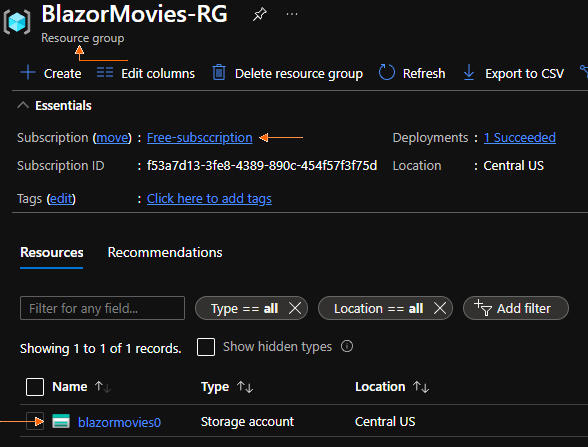 BlazorMovies-RG
Resource group
Create Edit columns Delete resource group Refresh Export to CSV
Essentials
Subscription (move) : Free-subsccription Deployments : 1 Succeeded
Subscription ID : f53a7d13-3fe8-4389-890c-454f57f3f75d Location : Central US
Tags (edit) : Click here to add tags
Resources Recommendations
Filter for any field... Type == all Location == all Add filter
Showing 1 to 1 of 1 records. Show hidden types
Name Type Location
blazormovies0 Storage account Central US